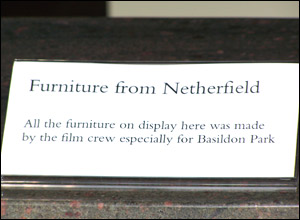 Furniture from Netherfield
All the furniture on display here was made
by the film crew especially for Basildon Park